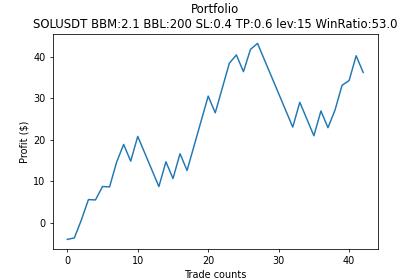 Portfolio
SOLUSDT BBM:2.1 BBL:200 SL:0.4 TP:0.6 lev:15 WinRatio:53.0
40
30
20
10
0
Profit ($)
0 10 20 30 40
Trade counts